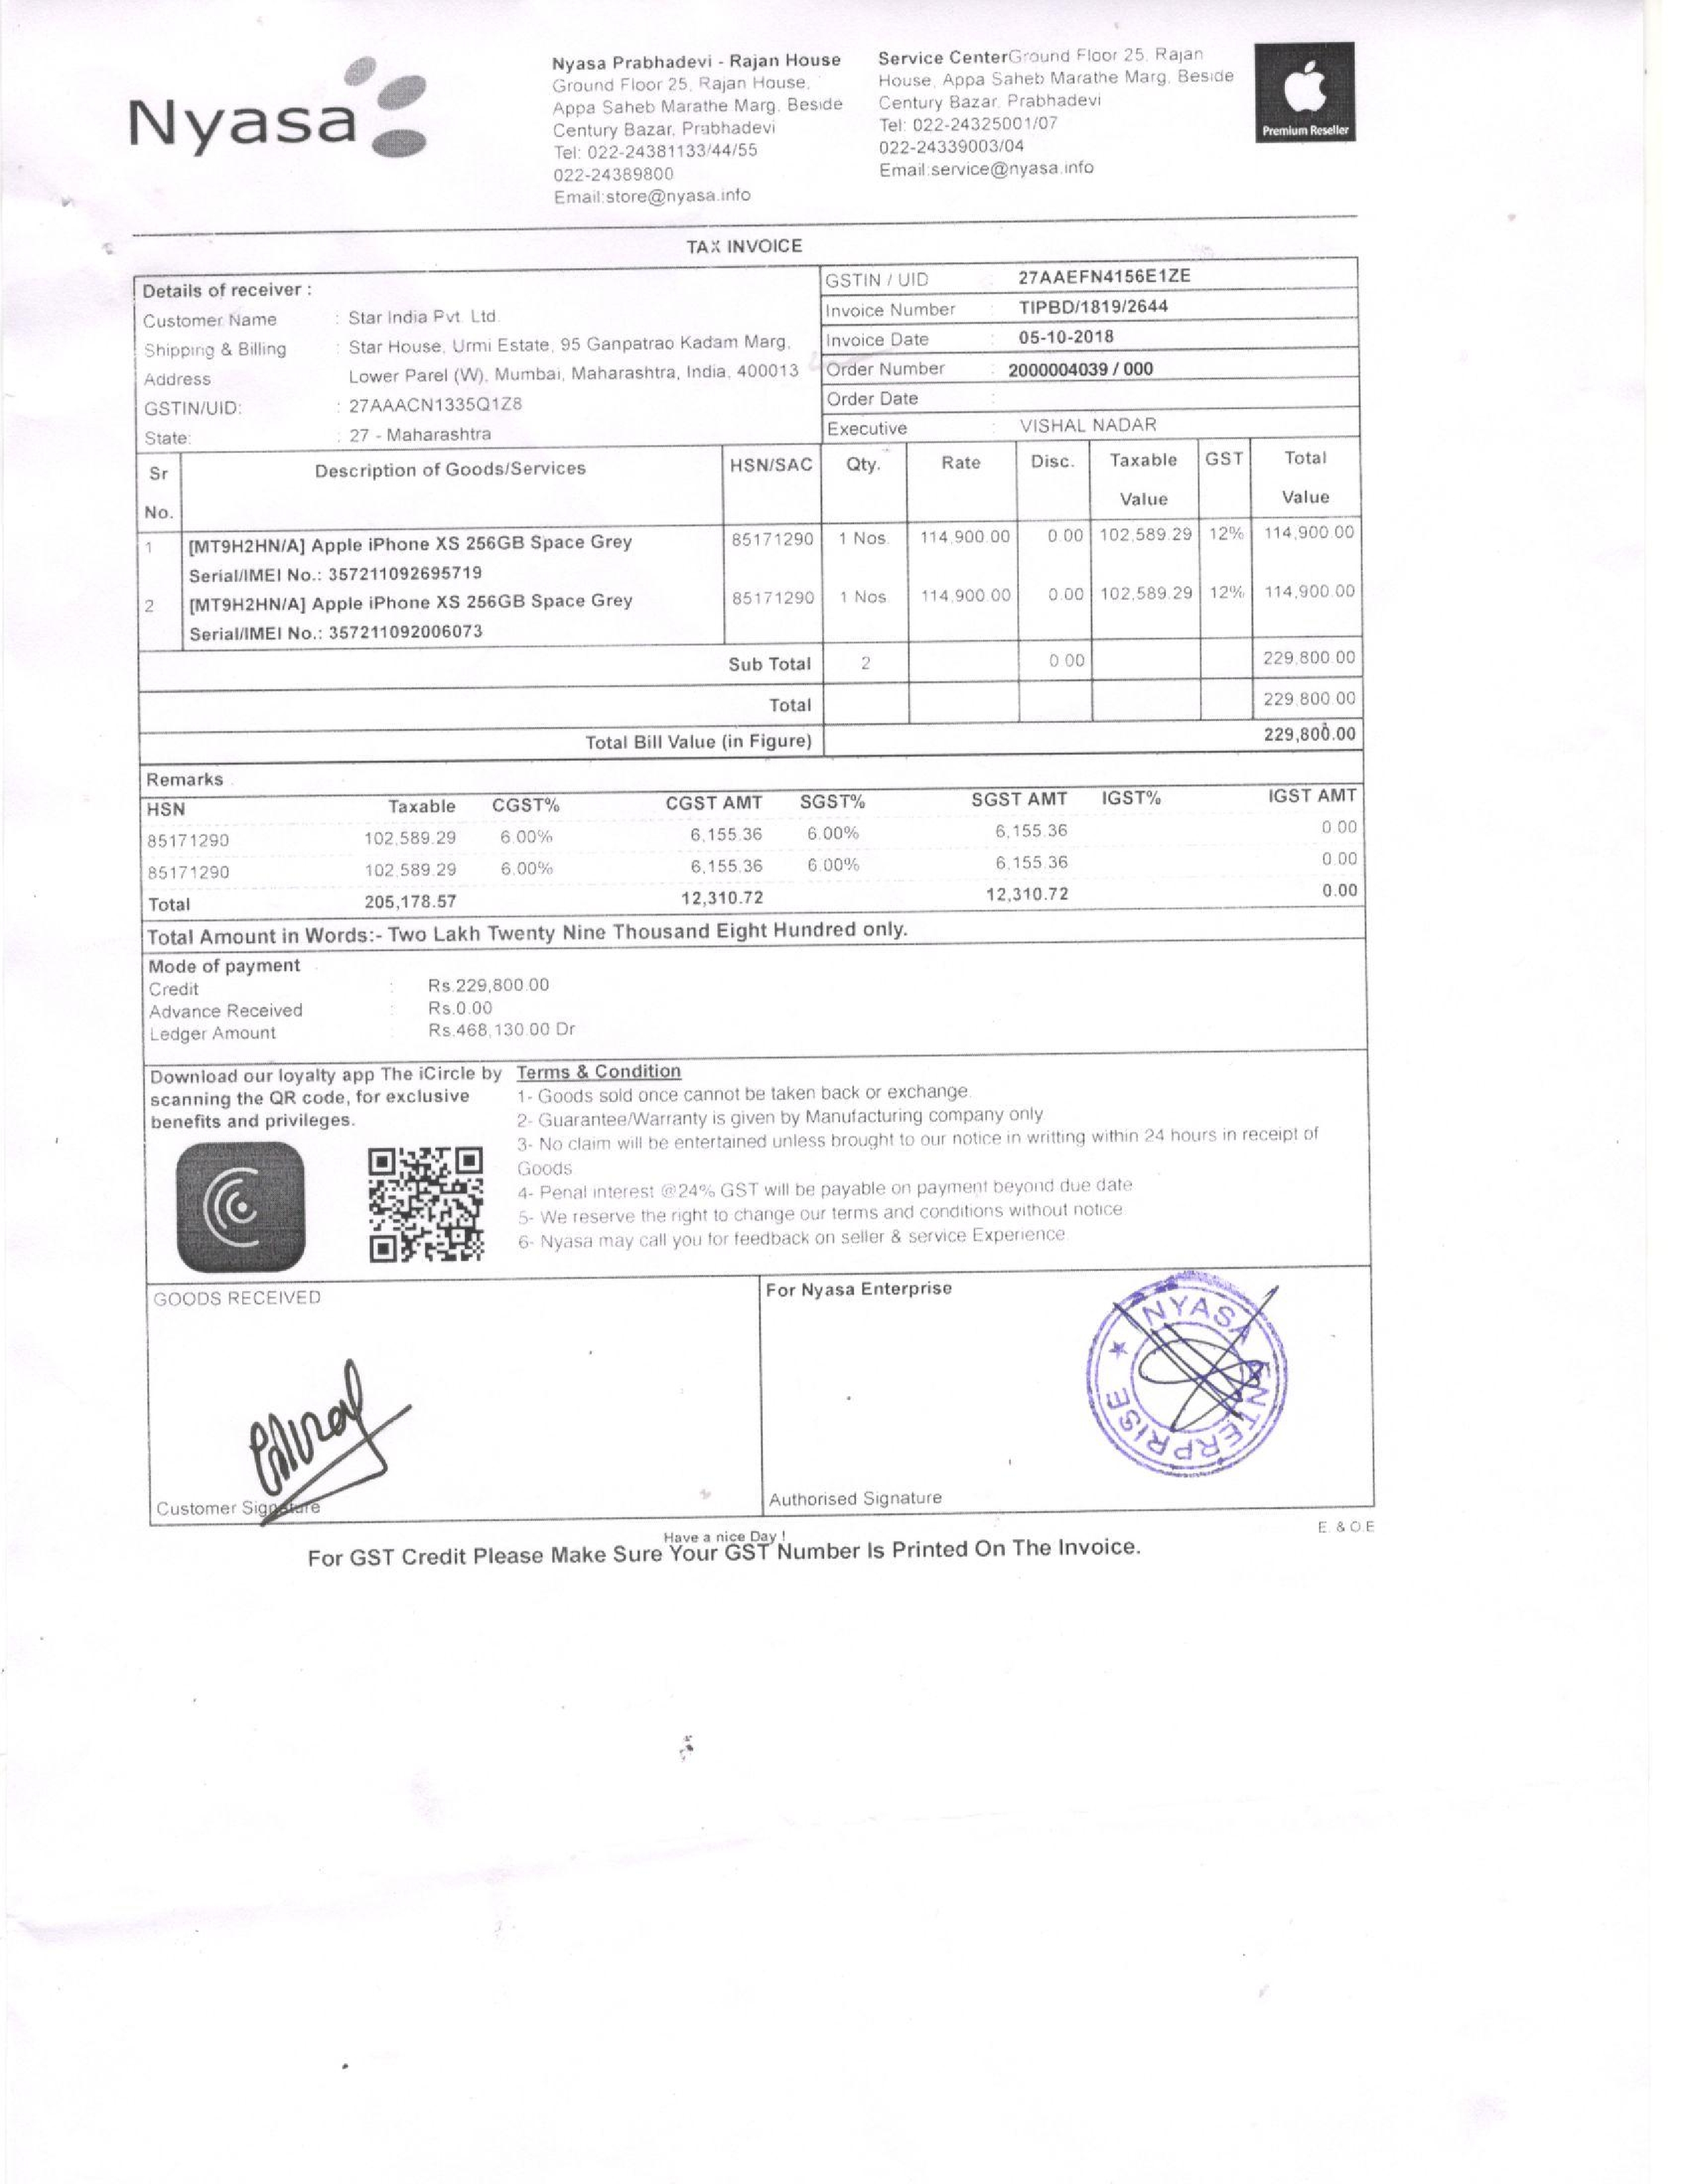 Nyasa
Nyasa Prabhadevi - Rajan House
Ground Floor 25, Rajan House,
Appa Saheb Marathe Marg, Beside
Century Bazar, Prabhadevi
Tel: 022-24381133/44/55
022-24389800
Email:store@nyasa.info
Service CenterGround Floor 25, Rajan
House, Appa Saheb Marathe Marg, Beside
Century Bazar, Prabhadevi
Tel: 022-24325001/07
022-24339003/04
Email:service@nyasa.info
Premium Reseller
TAX INVOICE
Details of receiver :
Customer Name : Star India Pvt. Ltd.
Shipping & Billing : Star House, Urmi Estate, 95 Ganpatrao Kadam Marg,
Address Lower Parel (W), Mumbai, Maharashtra, India, 400013
GSTIN/UID: : 27AAACN1335Q1Z8
State: : 27 - Maharashtra
GSTIN / UID : 27AAEFN4156E1ZE
Invoice Number : TIPBD/1819/2644
Invoice Date : 05-10-2018
Order Number : 2000004039 / 000
Order Date :
Executive : VISHAL NADAR
Sr No. Description of Goods/Services HSN/SAC Qty. Rate Disc. Taxable Value GST Total Value
1 [MT9H2HN/A] Apple iPhone XS 256GB Space Grey 85171290 1 Nos. 114,900.00 0.00 102,589.29 12% 114,900.00
Serial/IMEI No.: 357211092695719
2 [MT9H2HN/A] Apple iPhone XS 256GB Space Grey 85171290 1 Nos. 114,900.00 0.00 102,589.29 12% 114,900.00
Serial/IMEI No.: 357211092006073
Sub Total 2 0.00 229,800.00
Total 229,800.00
Total Bill Value (in Figure) 229,800.00
Remarks
HSN Taxable CGST% CGST AMT SGST% SGST AMT IGST% IGST AMT
85171290 102,589.29 6.00% 6,155.36 6.00% 6,155.36 0.00
85171290 102,589.29 6.00% 6,155.36 6.00% 6,155.36 0.00
Total 205,178.57 12,310.72 12,310.72 0.00
Total Amount in Words:- Two Lakh Twenty Nine Thousand Eight Hundred only.
Mode of payment
Credit : Rs.229,800.00
Advance Received : Rs.0.00
Ledger Amount : Rs.468,130.00 Dr
Download our loyalty app The iCircle by
scanning the QR code, for exclusive
benefits and privileges.
Terms & Condition
1- Goods sold once cannot be taken back or exchange.
2- Guarantee/Warranty is given by Manufacturing company only
3- No claim will be entertained unless brought to our notice in writting within 24 hours in receipt of
Goods
4- Penal interest @24% GST will be payable on payment beyond due date
5- We reserve the right to change our terms and conditions without notice
6- Nyasa may call you for feedback on seller & service Experience
GOODS RECEIVED
Customer Signature
For Nyasa Enterprise
NYASA ENTERPRISE
Authorised Signature
E. & O.E
Have a nice Day !
For GST Credit Please Make Sure Your GST Number Is Printed On The Invoice.